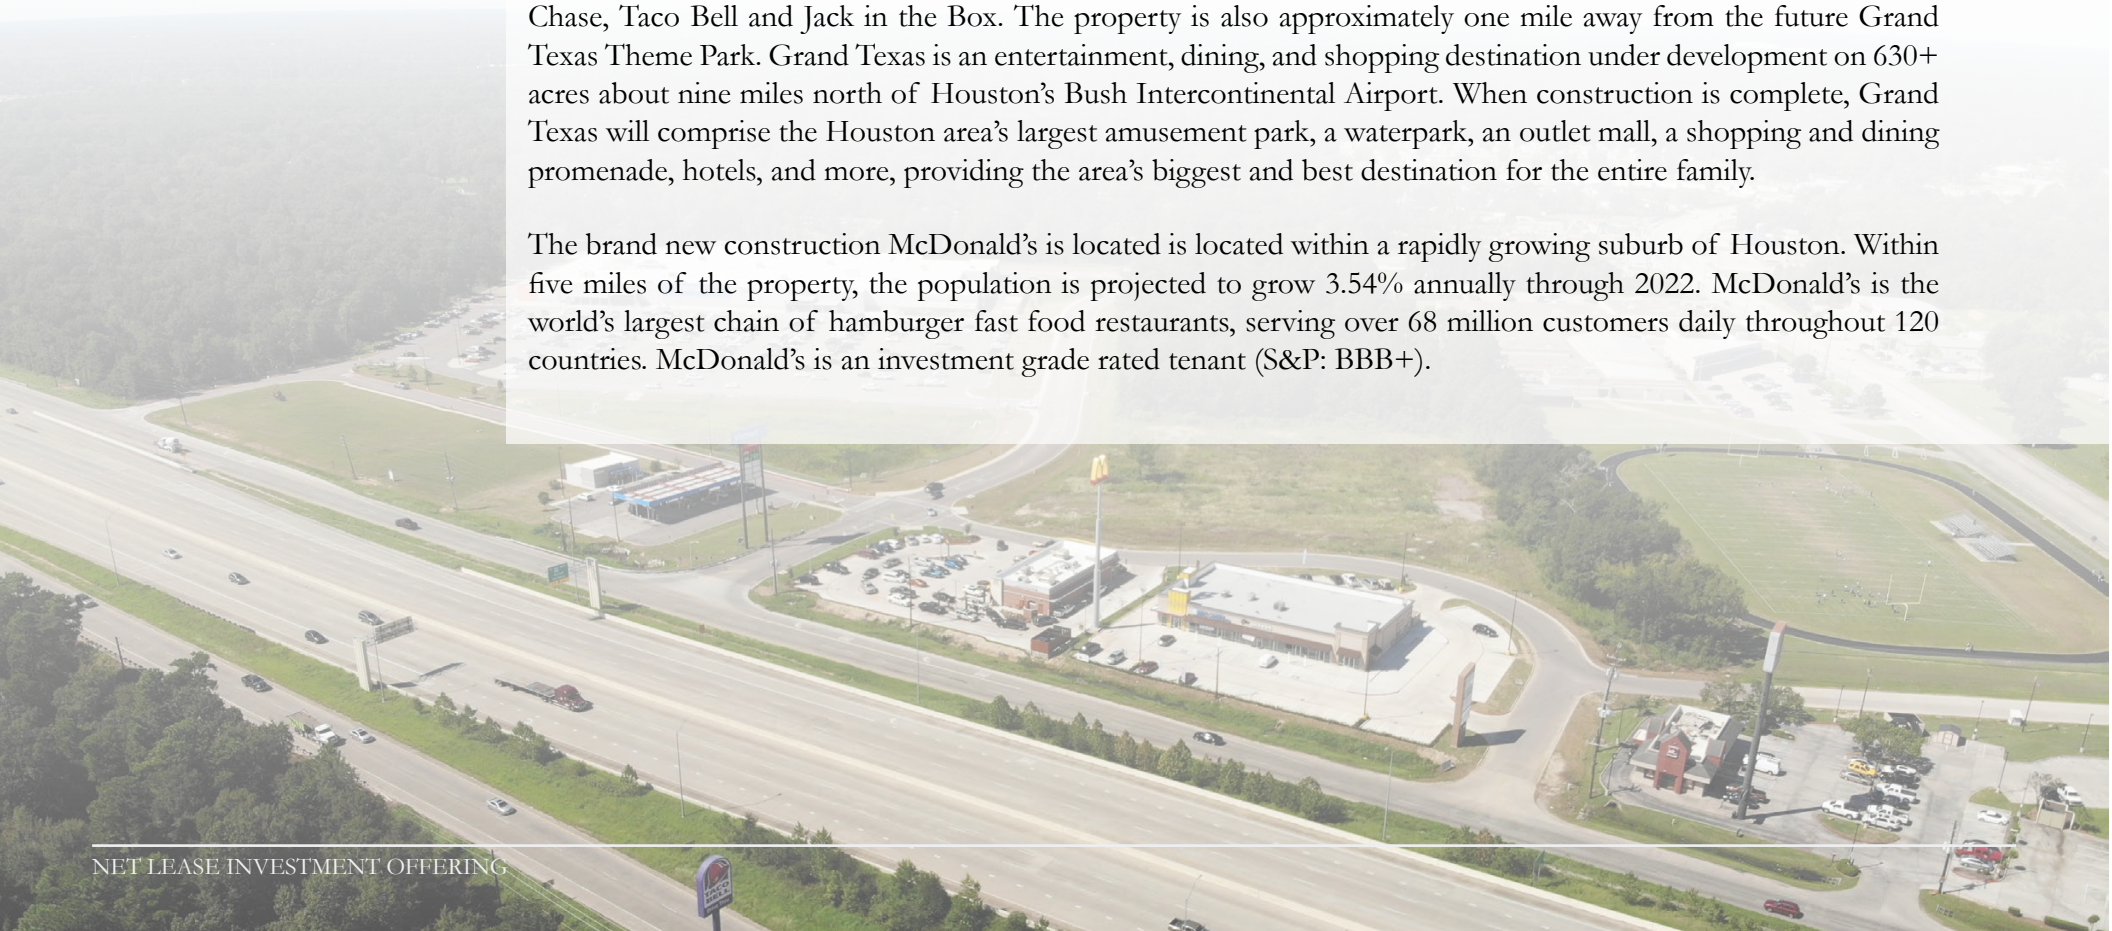 Chase, Taco Bell and Jack in the Box. The property is also approximately one mile away from the future Grand
Texas Theme Park. Grand Texas is an entertainment, dining, and shopping destination under development on 630+
acres about nine miles north of Houston’s Bush Intercontinental Airport. When construction is complete, Grand
Texas will comprise the Houston area’s largest amusement park, a waterpark, an outlet mall, a shopping and dining
promenade, hotels, and more, providing the area’s biggest and best destination for the entire family.
The brand new construction McDonald’s is located is located within a rapidly growing suburb of Houston. Within
five miles of the property, the population is projected to grow 3.54% annually through 2022. McDonald’s is the
world’s largest chain of hamburger fast food restaurants, serving over 68 million customers daily throughout 120
countries. McDonald’s is an investment grade rated tenant (S&P: BBB+).
NET LEASE INVESTMENT OFFERING
TACO
BELL